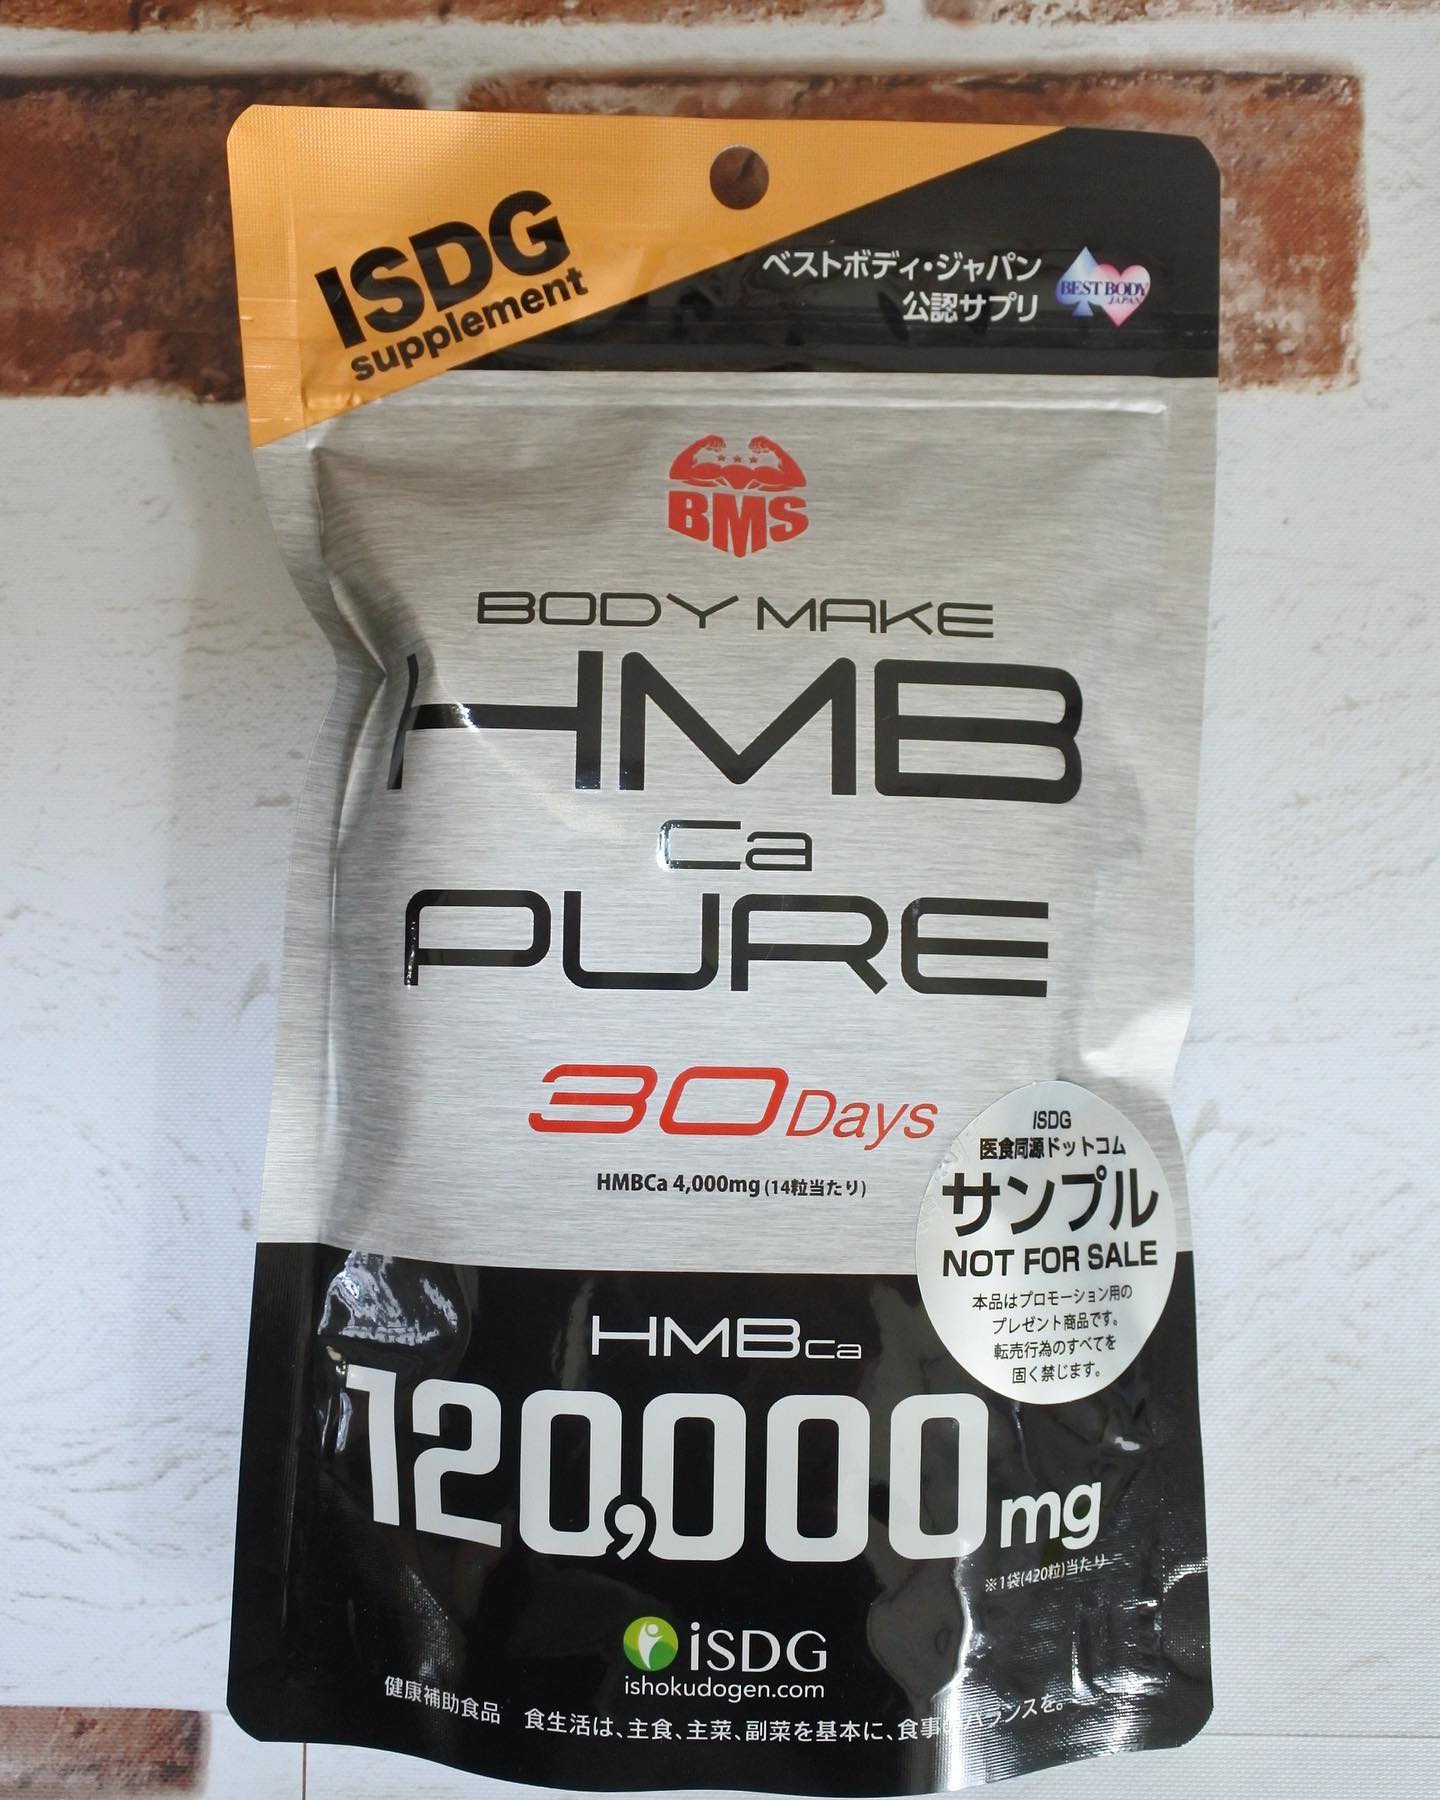 ISDG
supplement
ベストボディ・ジャパン
公認サプリ
BEST BODY
JAPAN
BMS
BODY MAKE
HMB
Ca
PURE
30Days
HMBCa 4,000mg (14粒当たり)
ISDG
医食同源ドットコム
サンプル
NOT FOR SALE
本品はプロモーション用の
プレゼント商品です。
転売行為のすべてを
固く禁じます。
HMBCa
120,000mg
※1袋(420粒)当たり
iSDG
ishokudogen.com
健康補助食品 食生活は、主食、主菜、副菜を基本に、食事のバランスを。